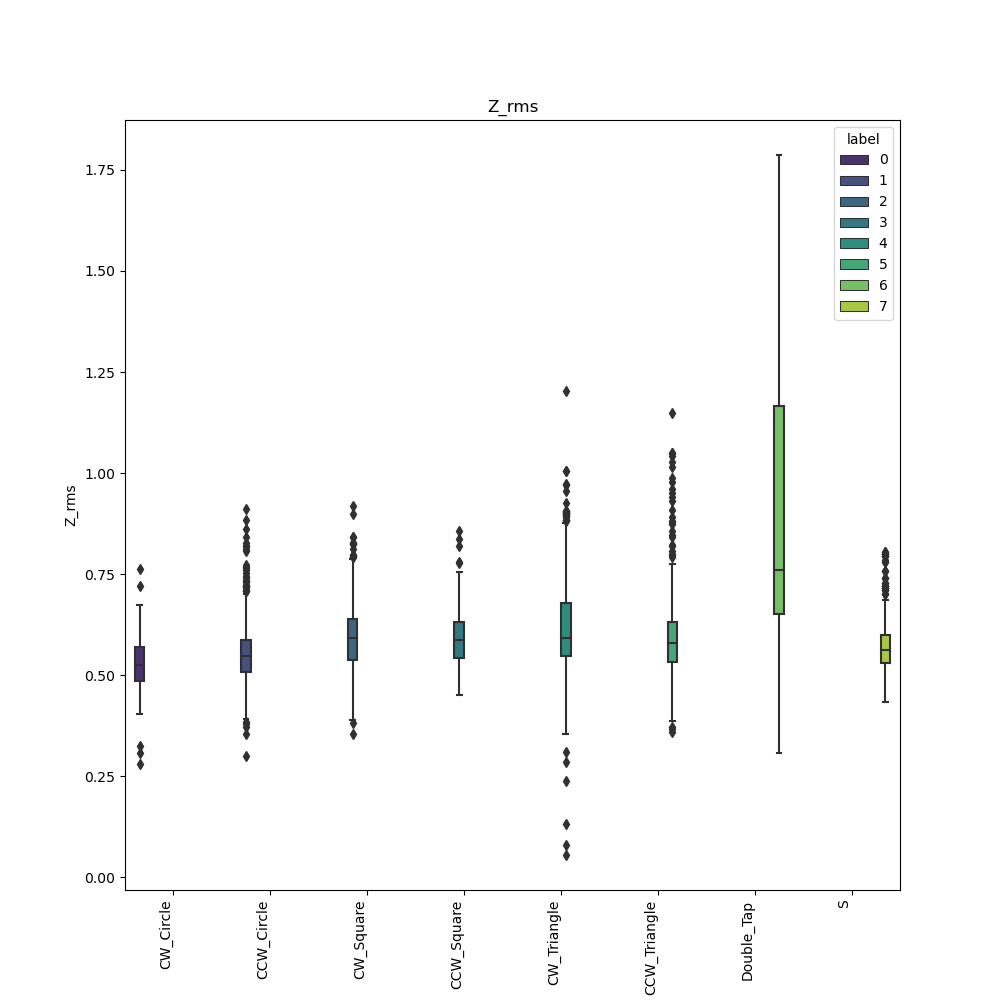 Z_rms
label
0
1
2
3
4
5
6
7
1.75
1.50
1.25
1.00
0.75
0.50
0.25
0.00
Z_rms
CW_Circle
CCW_Circle
CW_Square
CCW_Square
CW_Triangle
CCW_Triangle
Double_Tap
S